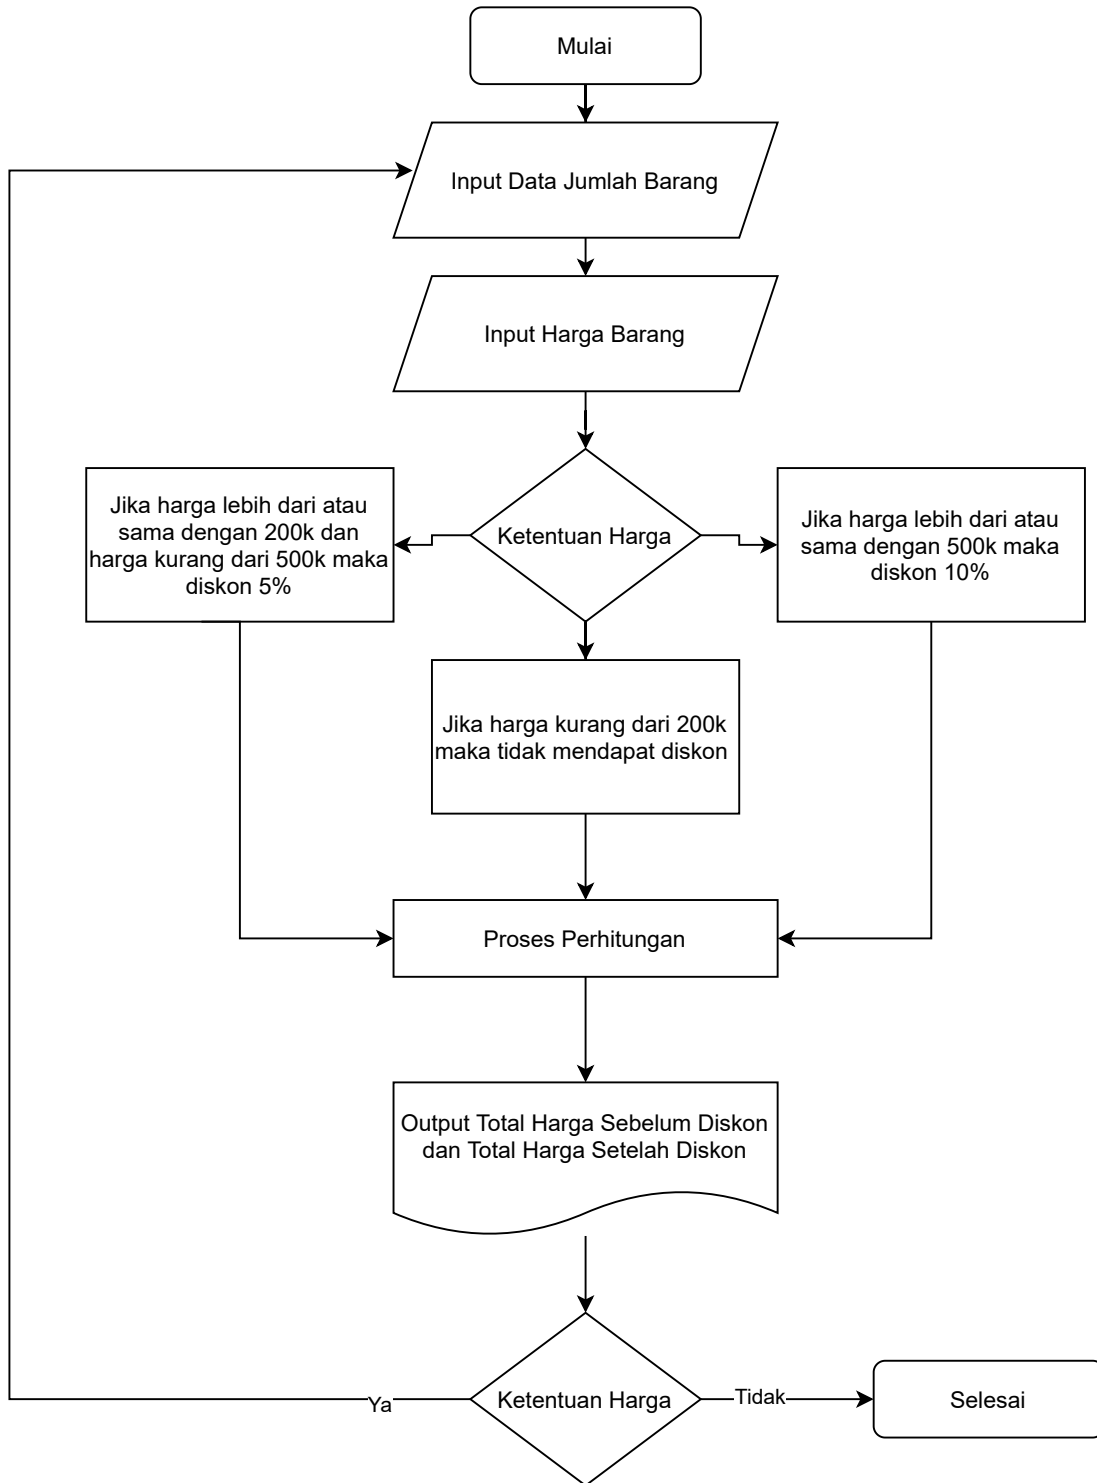 Mulai
Input Data Jumlah Barang
Input Harga Barang
Ketentuan Harga
Jika harga lebih dari atau
sama dengan 200k dan
harga kurang dari 500k maka
diskon 5%
Jika harga lebih dari atau
sama dengan 500k maka
diskon 10%
Jika harga kurang dari 200k
maka tidak mendapat diskon
Proses Perhitungan
Output Total Harga Sebelum Diskon
dan Total Harga Setelah Diskon
Ya
Ketentuan Harga
Tidak
Selesai